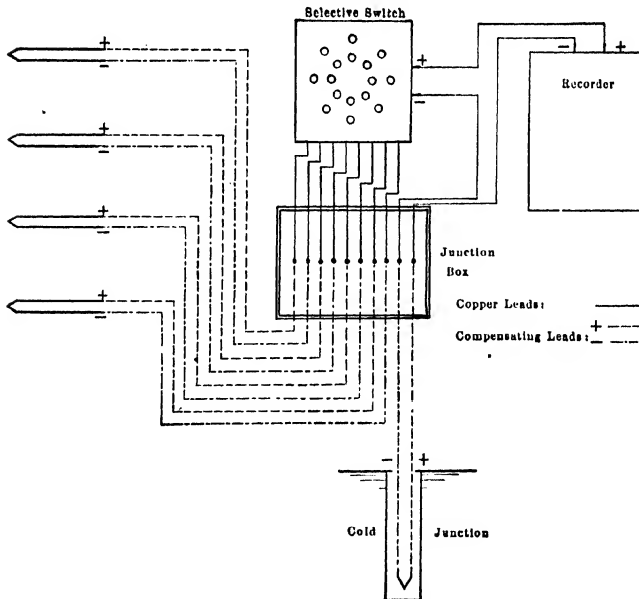 Selective Switch
+
−
− +
Recorder
+
−
+
−
+
−
+
−
+
−
Junction
Box
Copper Leads:
Compensating Leads: +
−
− +
Cold Junction